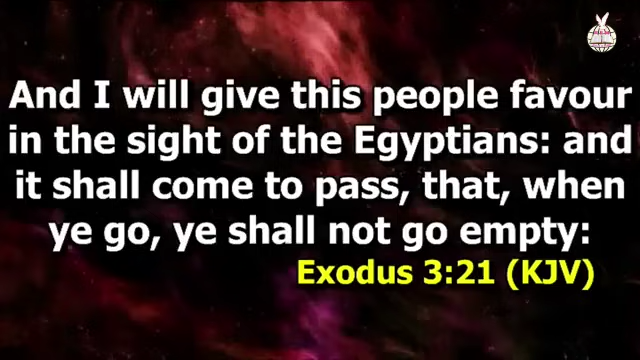 And I will give this people favour
in the sight of the Egyptians: and
it shall come to pass, that, when
ye go, ye shall not go empty:
Exodus 3:21 (KJV)